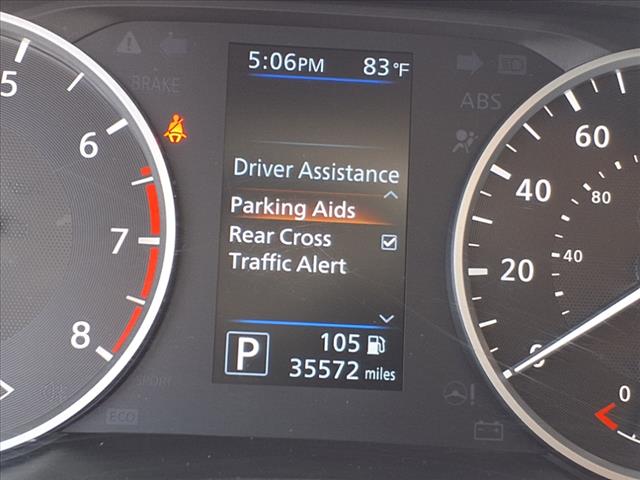 5:06PM 83°F
BRAKE
ABS
Driver Assistance
Parking Aids
Rear Cross
Traffic Alert
P
105
35572 miles
SPORT
ECO
5
6
7
8
60
40
20
0
80
40
0